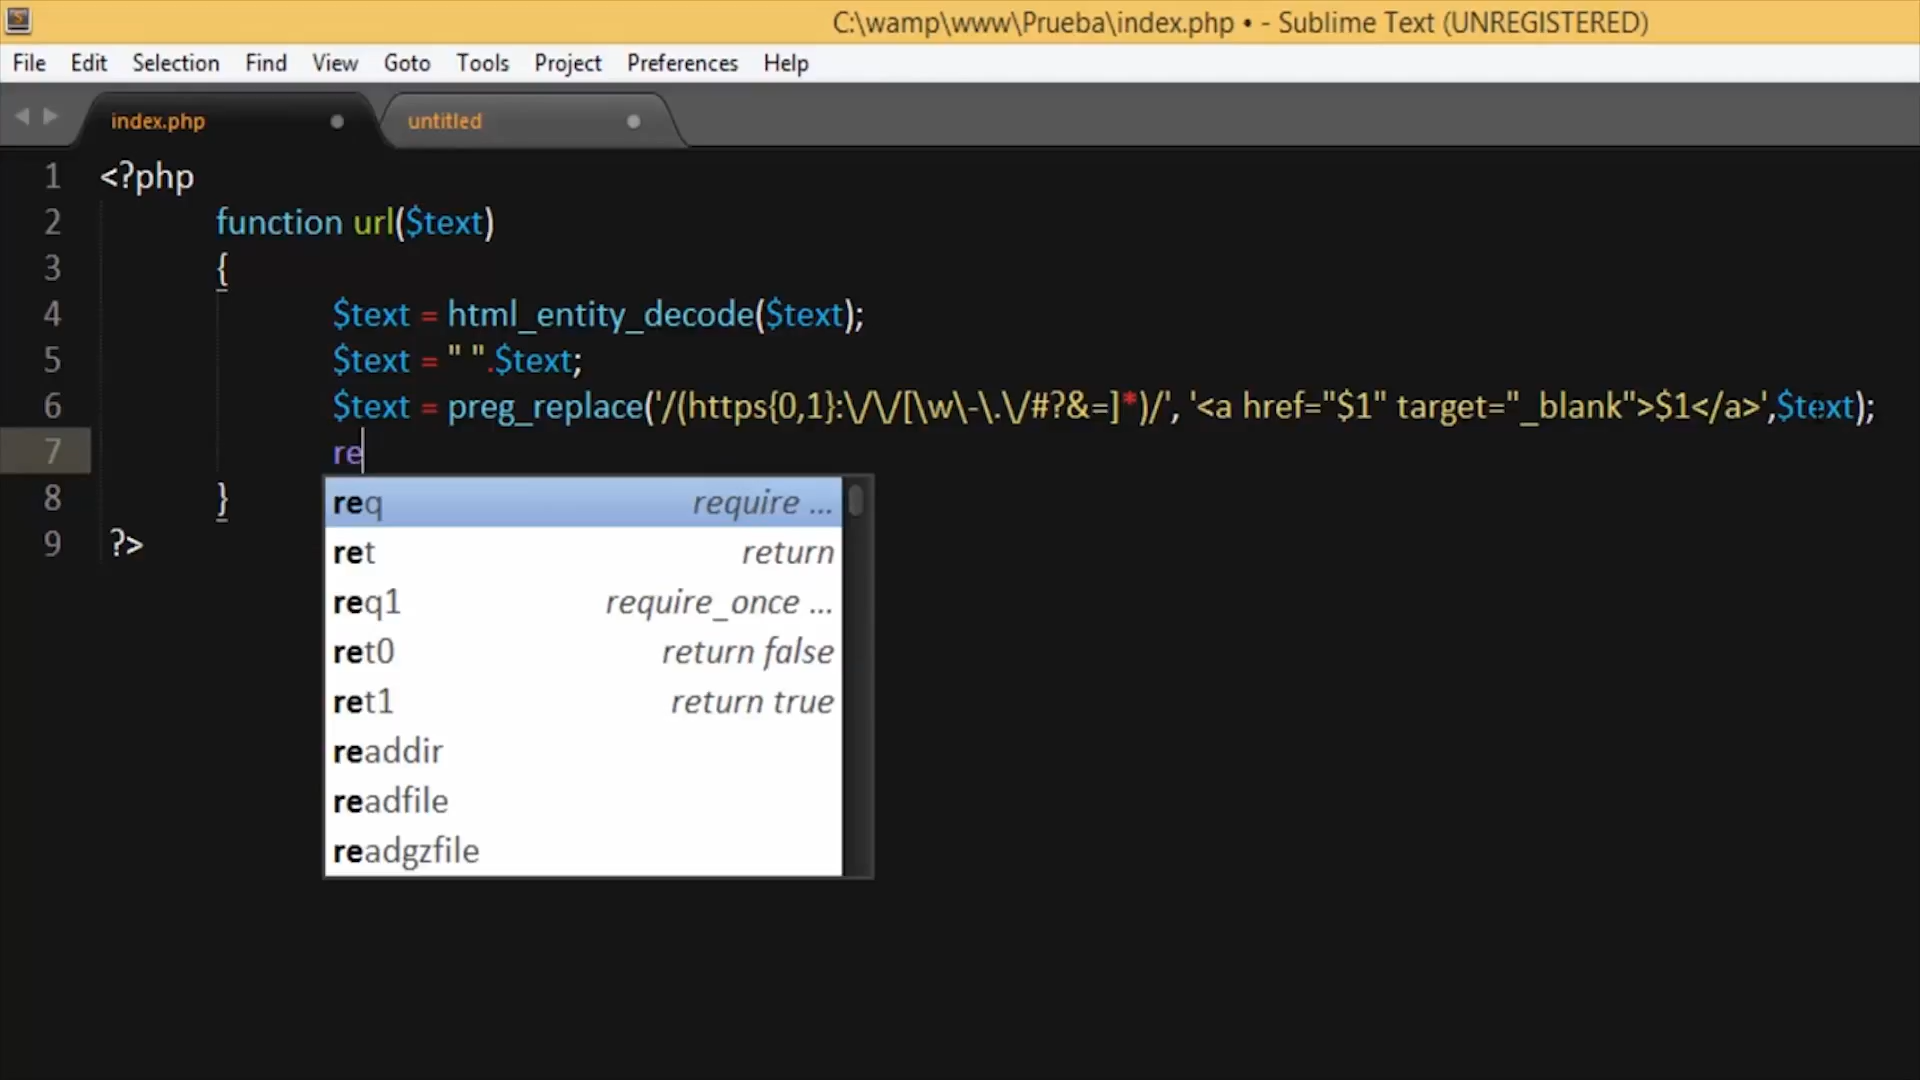 C:\wamp\www\Prueba\index.php • - Sublime Text (UNREGISTERED)
File Edit Selection Find View Goto Tools Project Preferences Help
index.php untitled
1 <?php
2 function url($text)
3 {
4 $text = html_entity_decode($text);
5 $text = " ".$text;
6 $text = preg_replace('/(https{0,1}:\/\/[\w\-\.\/#?&=]*)/', '<a href="$1" target="_blank">$1</a>',$text);
7 re
req require ...
8 }
ret return
9 ?>
req1 require_once ...
ret0 return false
ret1 return true
readdir
readfile
readgzfile